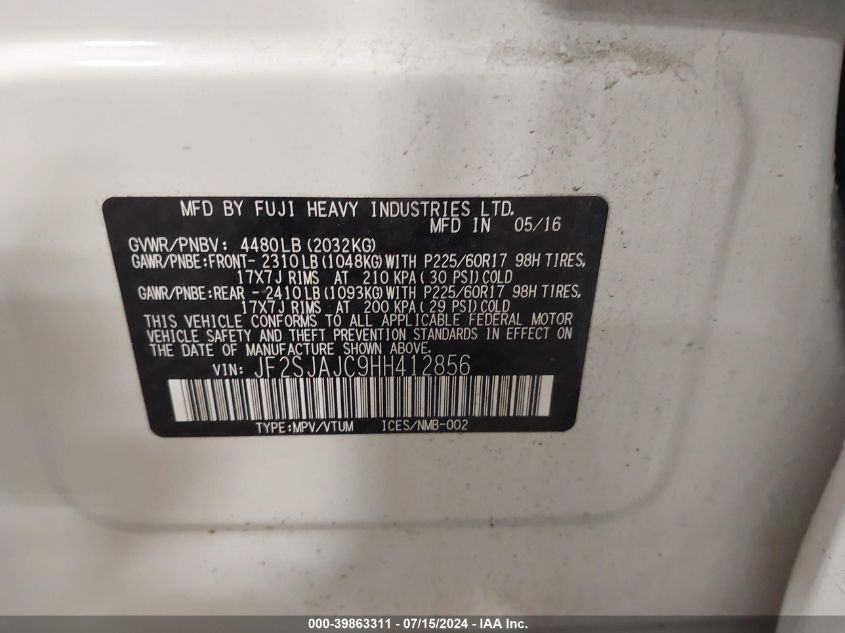 MFD BY FUJI HEAVY INDUSTRIES LTD.
MFD IN 05/16
GVWR/PNBV: 4480LB (2032KG)
GAWR/PNBE:FRONT- 2310LB (1048KG) WITH P225/60R17 98H TIRES,
17X7J RIMS AT 210 KPA (30 PSI) COLD
GAWR/PNBE:REAR - 2410LB (1093KG) WITH P225/60R17 98H TIRES,
17X7J RIMS AT 200 KPA (29 PSI) COLD
THIS VEHICLE CONFORMS TO ALL APPLICABLE FEDERAL MOTOR
VEHICLE SAFETY AND THEFT PREVENTION STANDARDS IN EFFECT ON
THE DATE OF MANUFACTURE SHOWN ABOVE.
VIN: JF2SJAJC9HH412856
TYPE:MPV/VTUM ICES/NMB-002
000-39863311 - 07/15/2024 - IAA Inc.